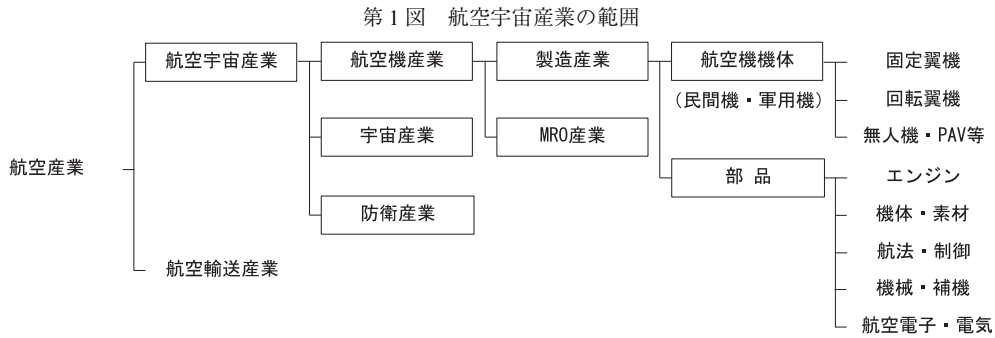 第1図　航空宇宙産業の範囲
航空宇宙産業　航空機産業　製造産業　航空機機体　固定翼機
(民間機・軍用機)　回転翼機
宇宙産業　MRO産業　無人機・PAV等
航空産業　部品　エンジン
防衛産業　機体・素材
航法・制御
航空輸送産業
機械・補機
航空電子・電気